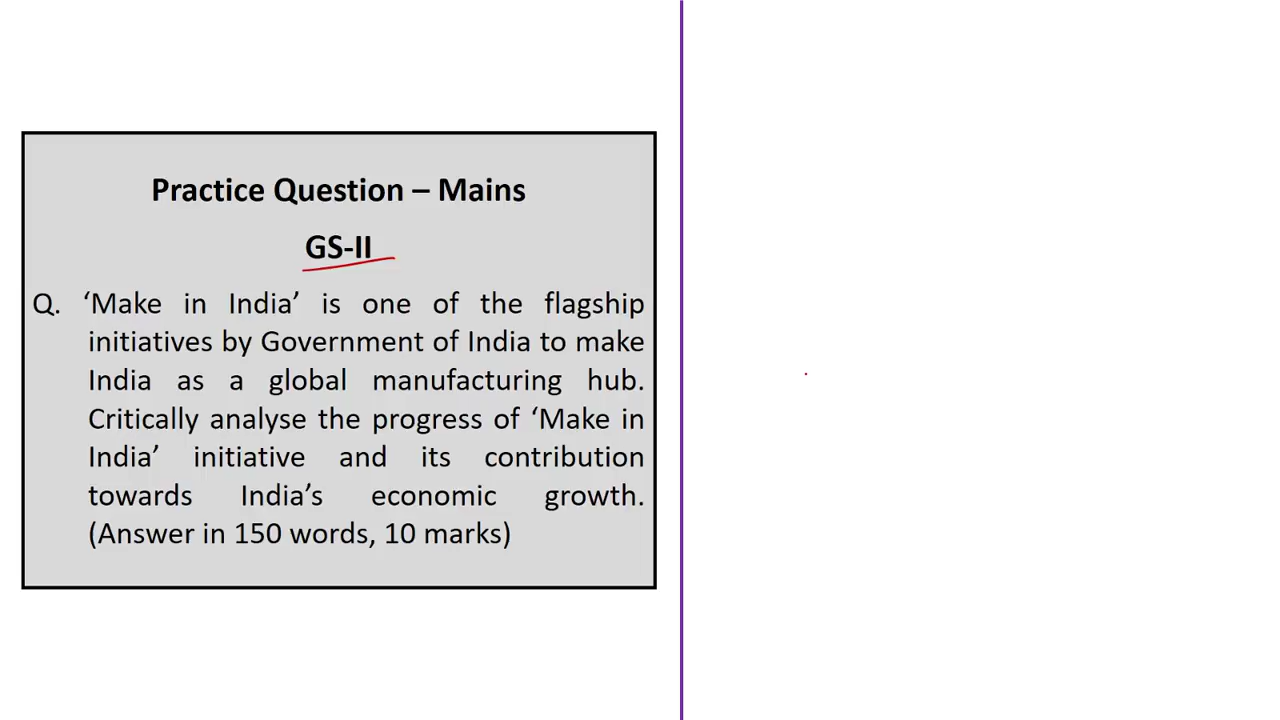 Practice Question – Mains
GS-II
Q. ‘Make in India’ is one of the flagship
initiatives by Government of India to make
India as a global manufacturing hub.
Critically analyse the progress of ‘Make in
India’ initiative and its contribution
towards India’s economic growth.
(Answer in 150 words, 10 marks)